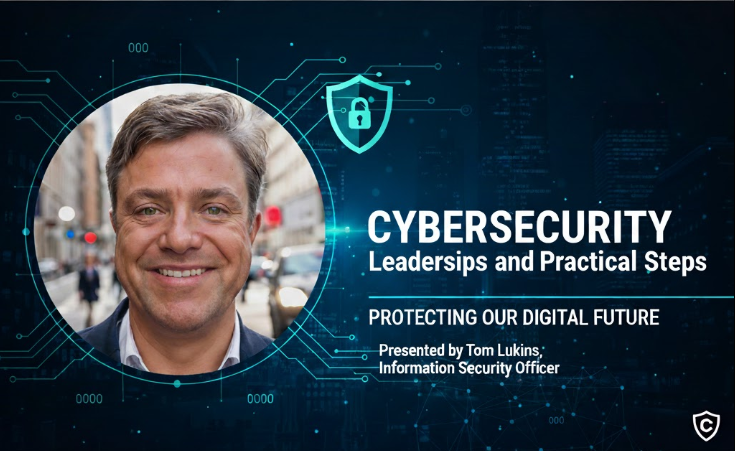 000
CYBERSECURITY
Leadersips and Practical Steps
PROTECTING OUR DIGITAL FUTURE
Presented by Tom Lukins,
Information Security Officer
0000
0000
000
C